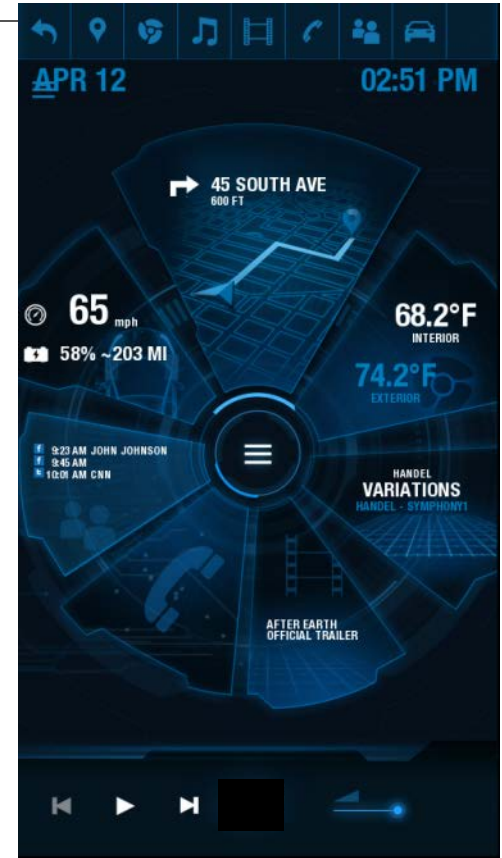 APR 12
02:51 PM
45 SOUTH AVE
600 FT
65 mph
58% ~203 MI
68.2°F
INTERIOR
74.2°F
EXTERIOR
9:23 AM JOHN JOHNSON
9:45 AM
10:01 AM CNN
HANDEL
VARIATIONS
HANDEL - SYMPHONY1
AFTER EARTH
OFFICIAL TRAILER